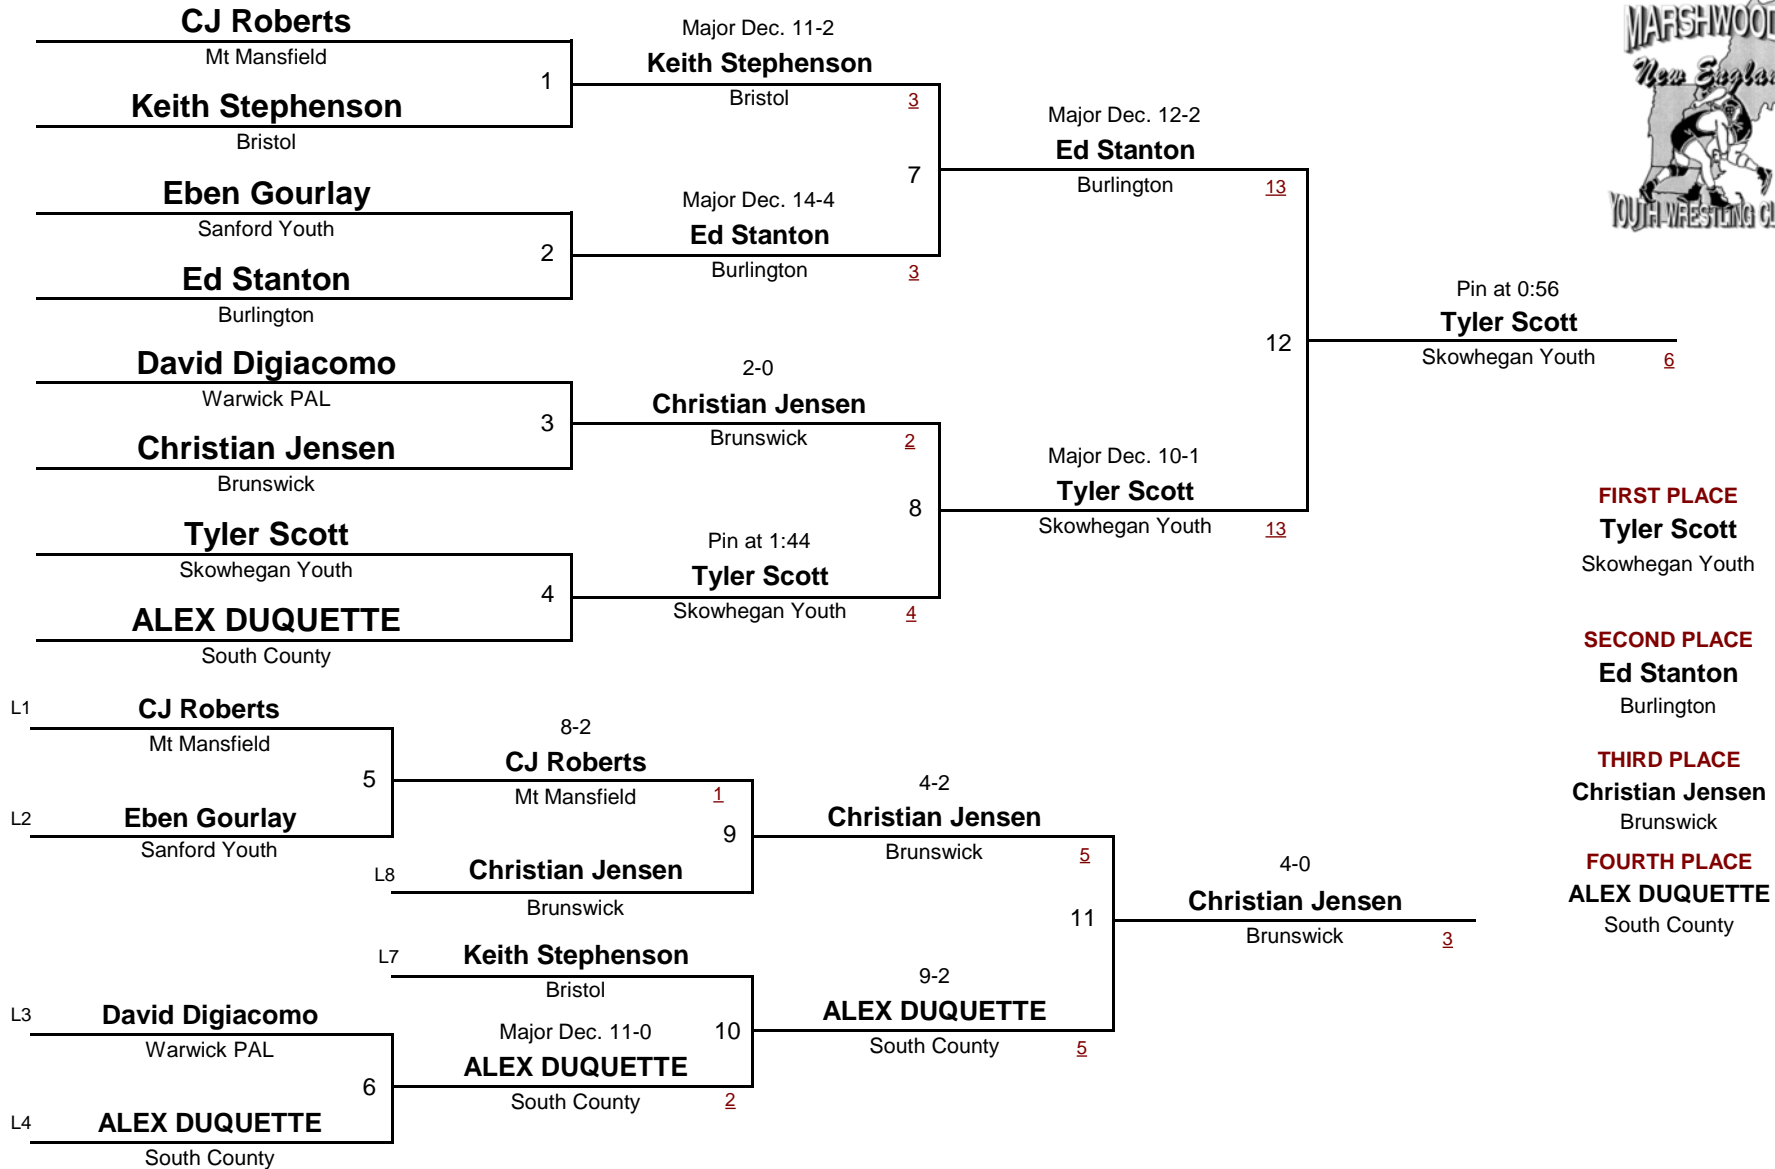 CJ Roberts
Mt Mansfield
1
Keith Stephenson
Bristol
Eben Gourlay
Sanford Youth
2
Ed Stanton
Burlington
David Digiacomo
Warwick PAL
3
Christian Jensen
Brunswick
Tyler Scott
Skowhegan Youth
4
ALEX DUQUETTE
South County
Major Dec. 11-2
Keith Stephenson
Bristol
3
7
Major Dec. 14-4
Ed Stanton
Burlington
3
2-0
Christian Jensen
Brunswick
2
8
Pin at 1:44
Tyler Scott
Skowhegan Youth
4
Major Dec. 12-2
Ed Stanton
Burlington
13
12
Major Dec. 10-1
Tyler Scott
Skowhegan Youth
13
Pin at 0:56
Tyler Scott
Skowhegan Youth
6
MARSHWOOD
New England
YOUTH WRESTLING CL
FIRST PLACE
Tyler Scott
Skowhegan Youth
SECOND PLACE
Ed Stanton
Burlington
THIRD PLACE
Christian Jensen
Brunswick
FOURTH PLACE
ALEX DUQUETTE
South County
L1
CJ Roberts
Mt Mansfield
5
L2
Eben Gourlay
Sanford Youth
8-2
CJ Roberts
Mt Mansfield
1
9
L8
Christian Jensen
Brunswick
L7
Keith Stephenson
Bristol
10
L3
David Digiacomo
Warwick PAL
6
L4
ALEX DUQUETTE
South County
Major Dec. 11-0
ALEX DUQUETTE
South County
2
4-2
Christian Jensen
Brunswick
5
11
9-2
ALEX DUQUETTE
South County
5
4-0
Christian Jensen
Brunswick
3